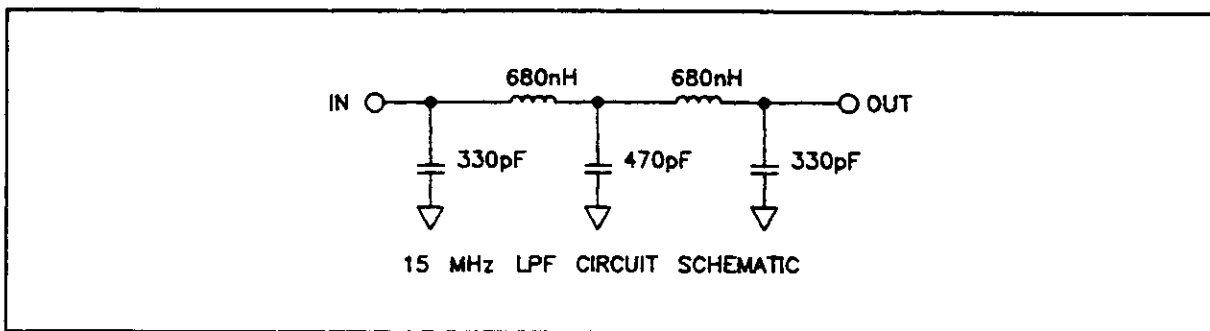 680nH 680nH
IN OUT
330pF 470pF 330pF
15 MHz LPF CIRCUIT SCHEMATIC